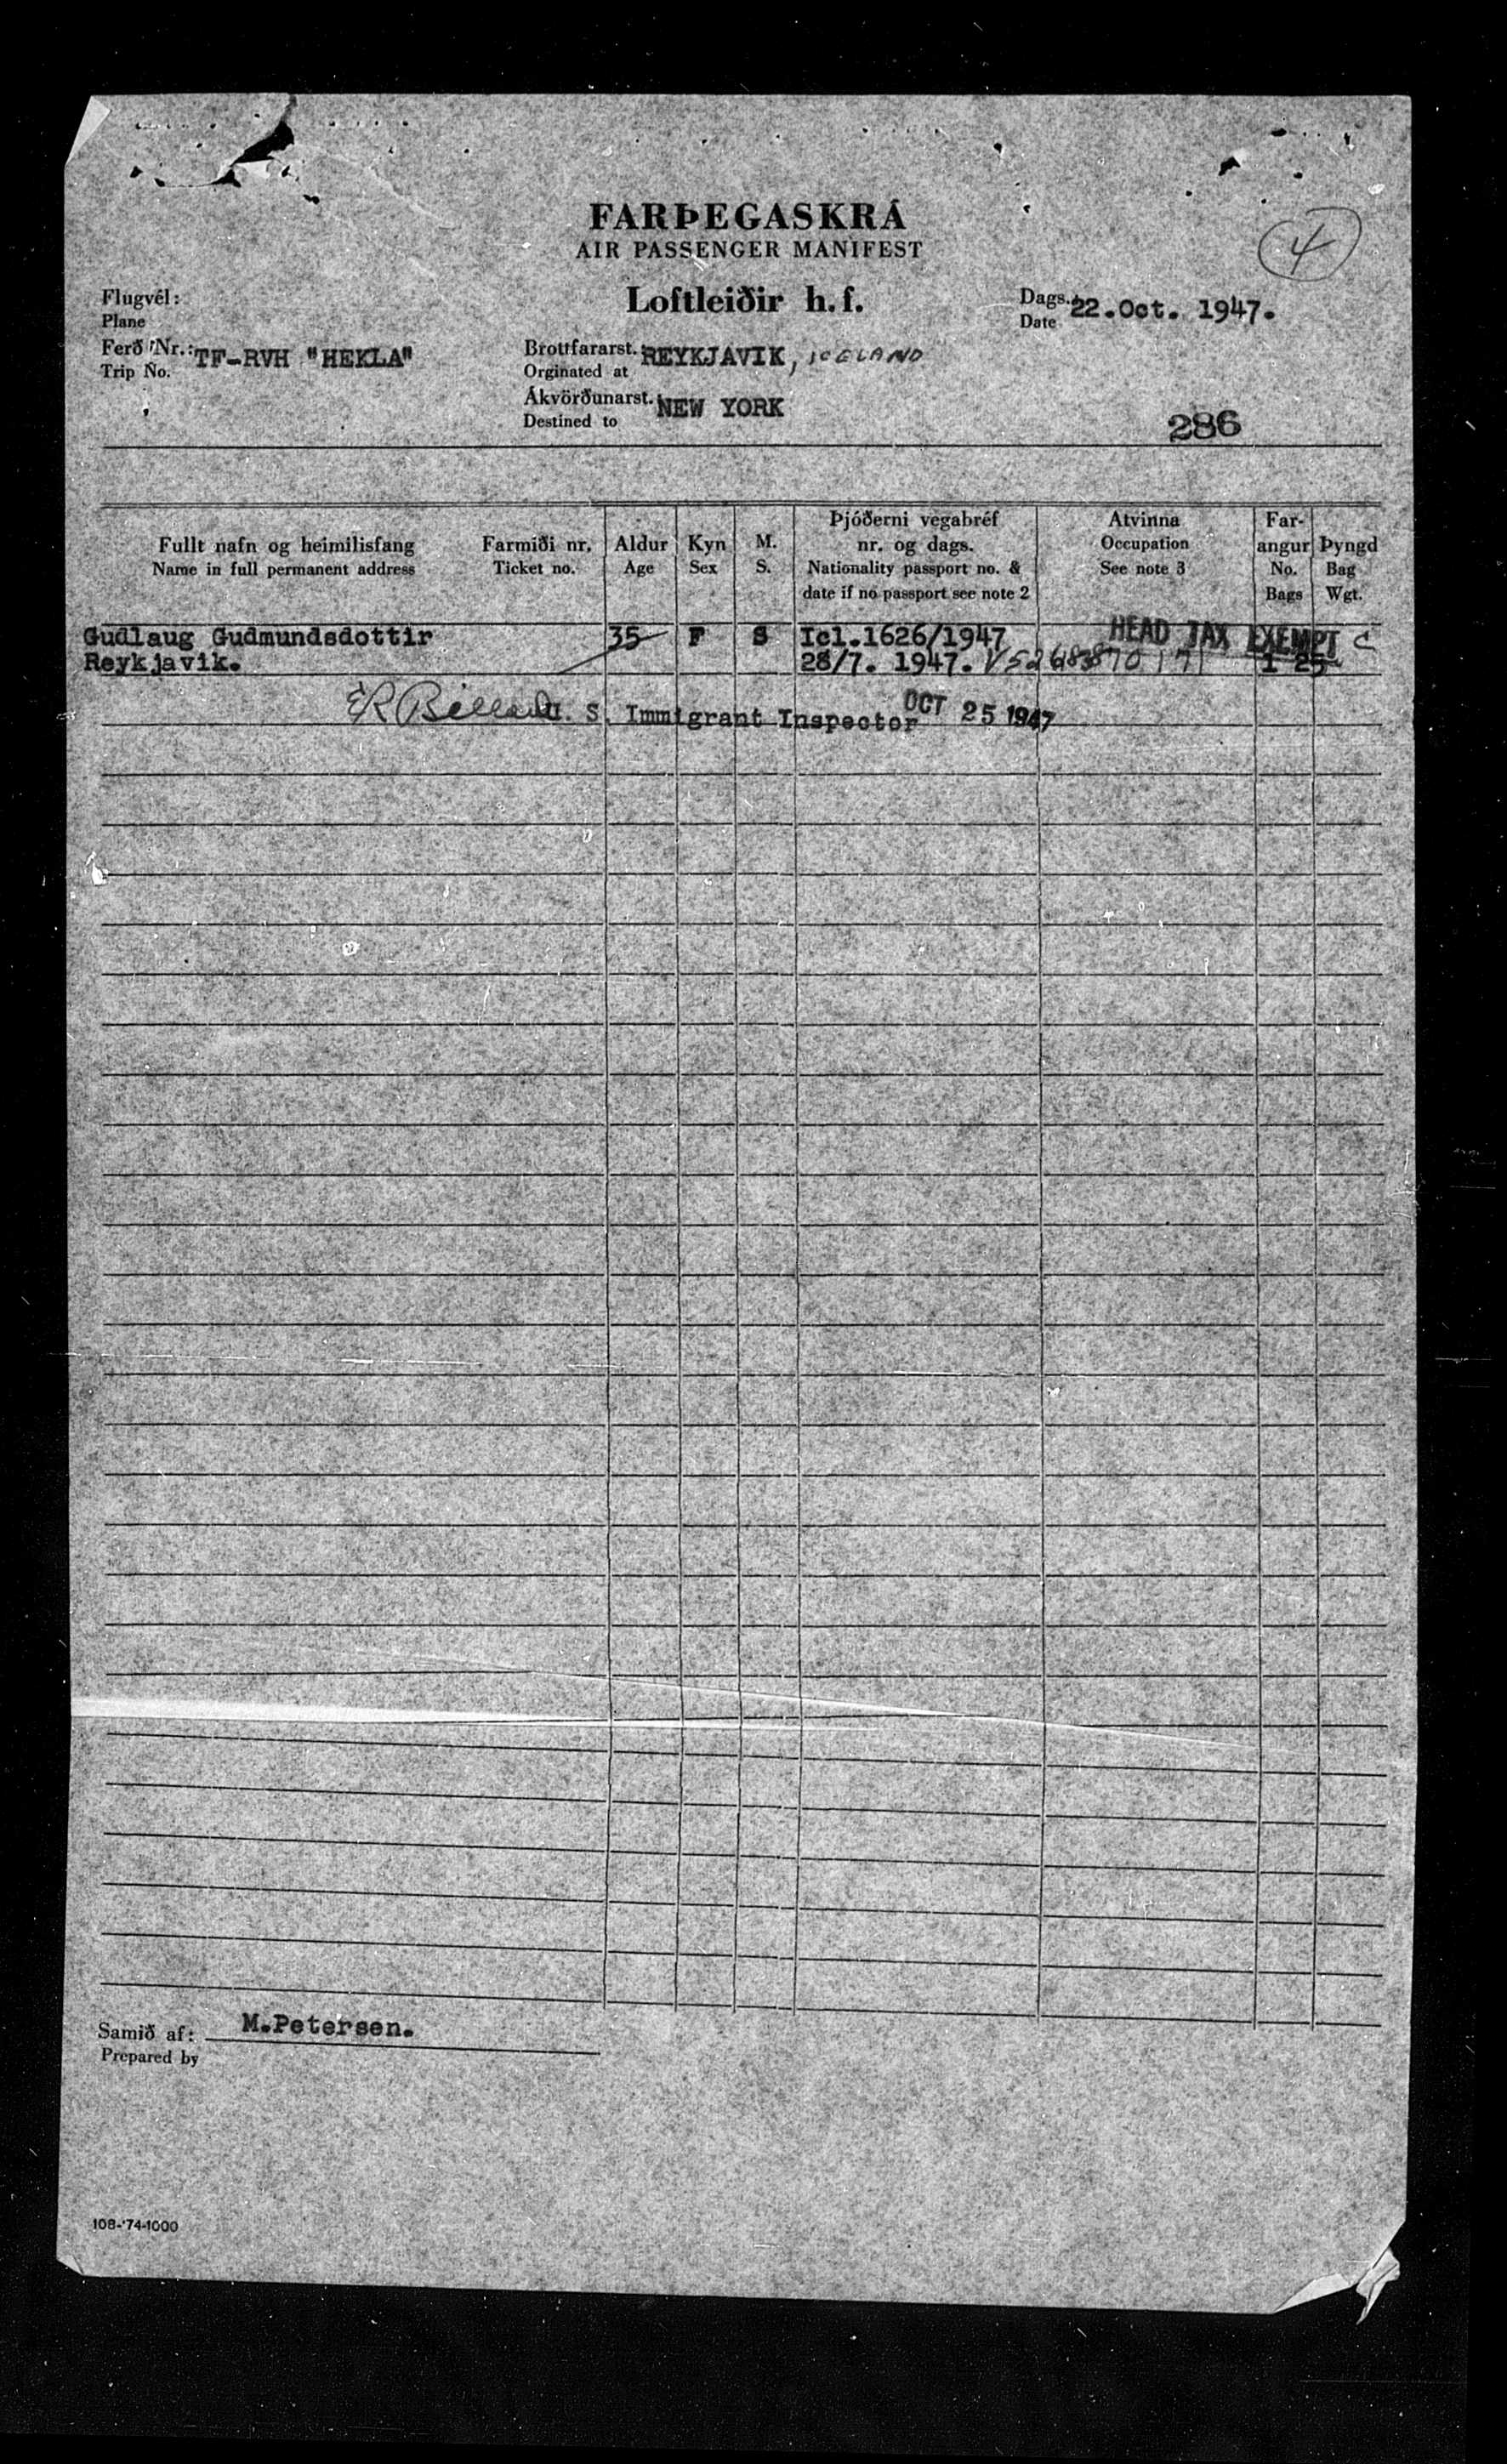 FARÞEGASKRÁ
AIR PASSENGER MANIFEST
4
Flugvél:
Plane
Loftleiðir h.f.
Dags.: 22.Oct. 1947.
Date
Ferð Nr.: TF-RVH "HEKLA"
Trip No.
Brottfararst.: REYKJAVIK, ICELAND
Orginated at
Ákvörðunarst.: NEW YORK
Destined to
286
Fullt nafn og heimilisfang
Name in full permanent address
Farmiði nr.
Ticket no.
Aldur
Age
Kyn
Sex
M.
S.
Þjóðerni vegabréf
nr. og dags.
Nationality passport no. &
date if no passport see note 2
Atvinna
Occupation
See note 3
Far-
angur
No.
Bags
Þyngd
Bag
Wgt.
Gudlaug Gudmundsdottir 35 F S Icl.1626/1947 HEAD TAX EXEMPT C
Reykjavik. 28/7. 1947. 1 25
U. S. Immigrant Inspector OCT 25 1947
Samið af: M.Petersen.
Prepared by
108-'74-1000